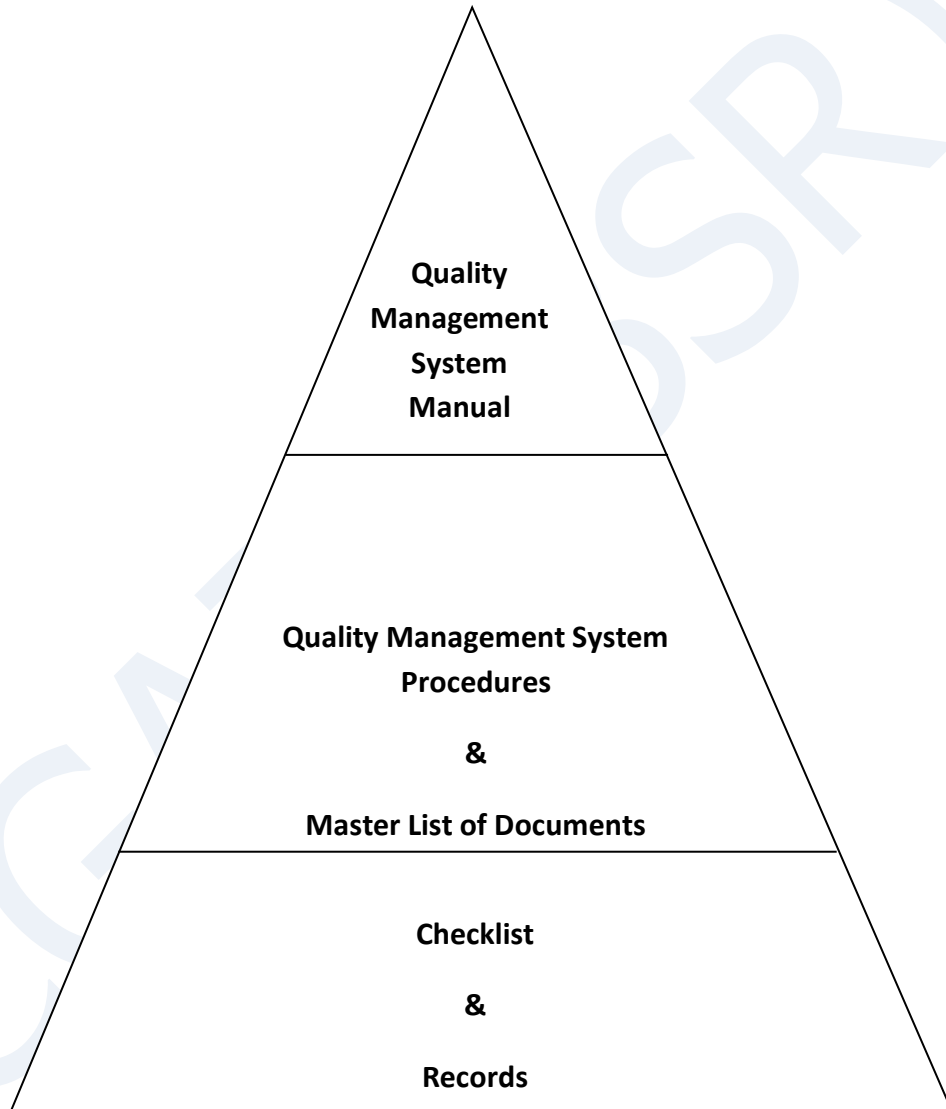 Quality
Management
System
Manual
Quality Management System
Procedures
&
Master List of Documents
Checklist
&
Records